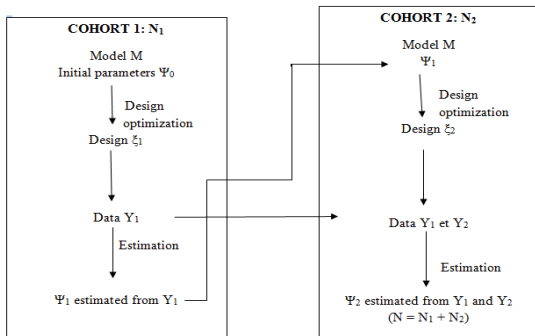 COHORT 1: N₁
Model M
Initial parameters Ψ₀
Design
optimization
Design ξ₁
Data Y₁
Estimation
Ψ₁ estimated from Y₁
COHORT 2: N₂
Model M
Ψ₁
Design
optimization
Design ξ₂
Data Y₁ et Y₂
Estimation
Ψ₂ estimated from Y₁ and Y₂
(N = N₁ + N₂)